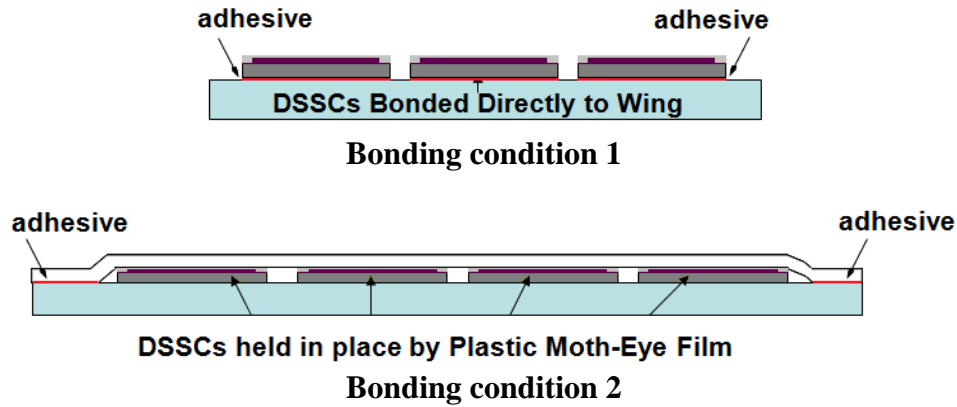 adhesive
adhesive
DSSCs Bonded Directly to Wing
Bonding condition 1
adhesive
adhesive
DSSCs held in place by Plastic Moth-Eye Film
Bonding condition 2